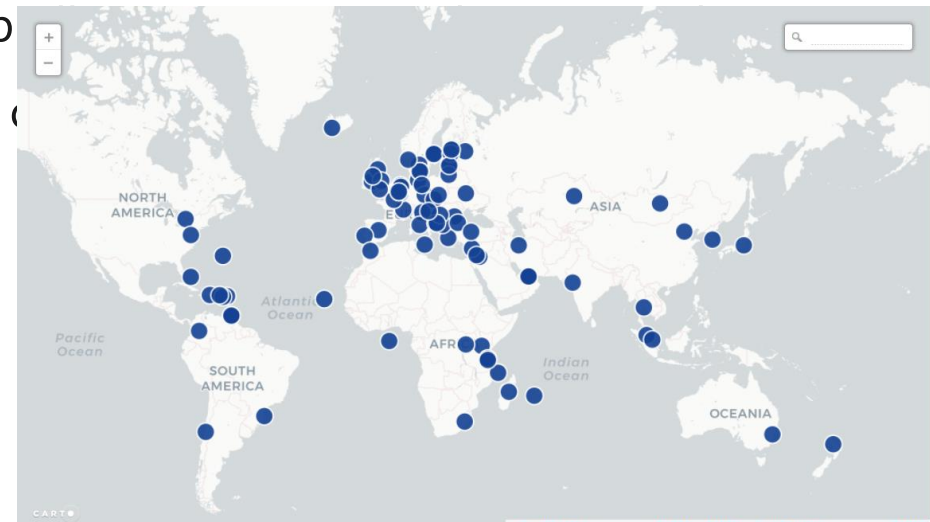 +
−
NORTH
AMERICA
ASIA
E
Atlantic
Ocean
Pacific
Ocean
AFR
SOUTH
AMERICA
Indian
Ocean
OCEANIA
CARTO